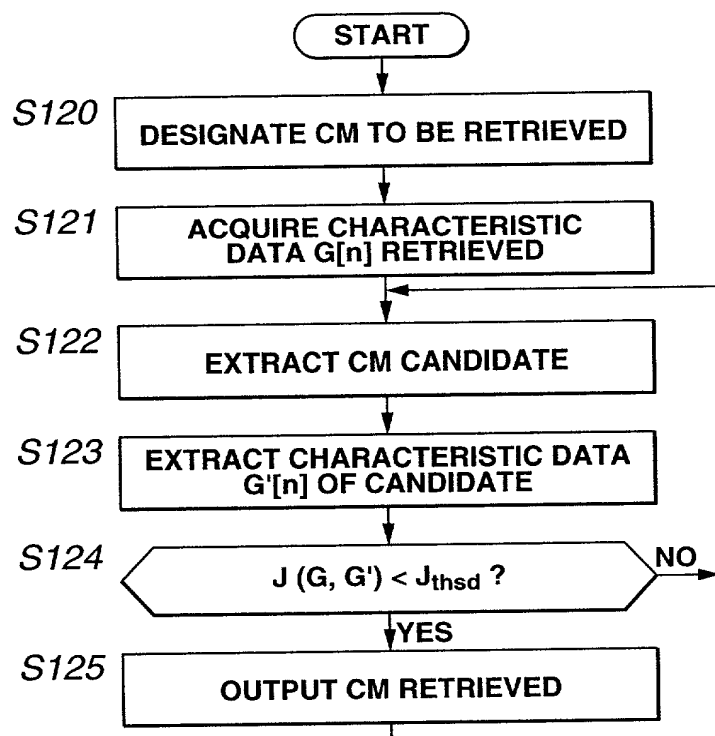 START
S120
DESIGNATE CM TO BE RETRIEVED
S121
ACQUIRE CHARACTERISTIC
DATA G[n] RETRIEVED
S122
EXTRACT CM CANDIDATE
S123
EXTRACT CHARACTERISTIC DATA
G'[n] OF CANDIDATE
S124
J (G, G') < Jthsd ?
NO
YES
S125
OUTPUT CM RETRIEVED